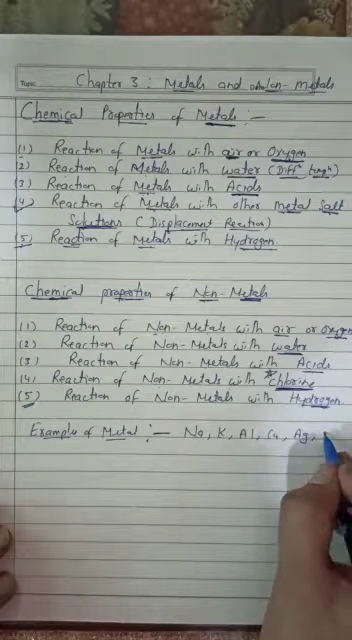 Topic Chapter 3 : Metals and Non-metals
Chemical Properties of Metals :-
(1) Reaction of Metals with air or Oxygen
(2) Reaction of Metals with water (Diffⁿ tempⁿ)
(3) Reaction of Metals with Acids
(4) Reaction of Metals with other metal Salt
Solutions (Displacement Reaction)
(5) Reaction of Metals with Hydrogen
Chemical properties of Non-Metals
(1) Reaction of Non-Metals with air or Oxygen
(2) Reaction of Non-Metals with water
(3) Reaction of Non-Metals with Acids
(4) Reaction of Non-Metals with *chlorine
(5) Reaction of Non-Metals with Hydrogen.
Example of Metal :- Na, K, Al, Cu, Ag,